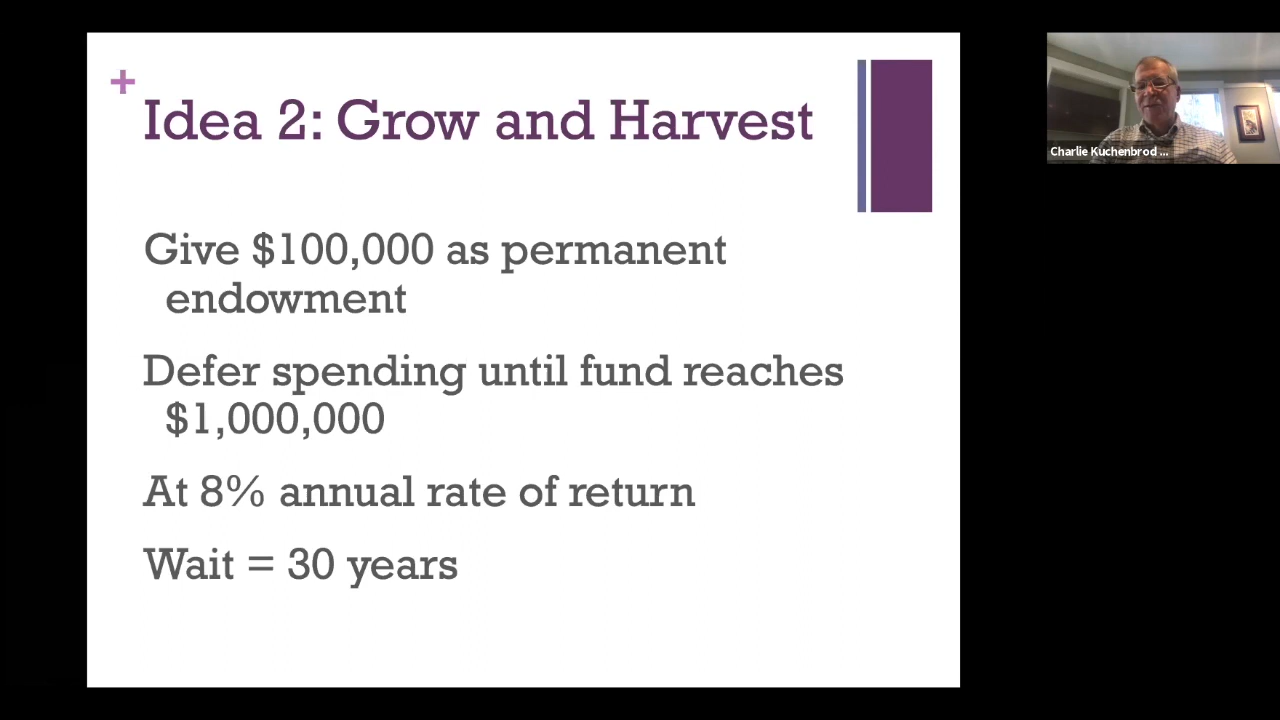 +
Idea 2: Grow and Harvest
Give $100,000 as permanent
endowment
Defer spending until fund reaches
$1,000,000
At 8% annual rate of return
Wait = 30 years
Charlie Kuchenbrod ...